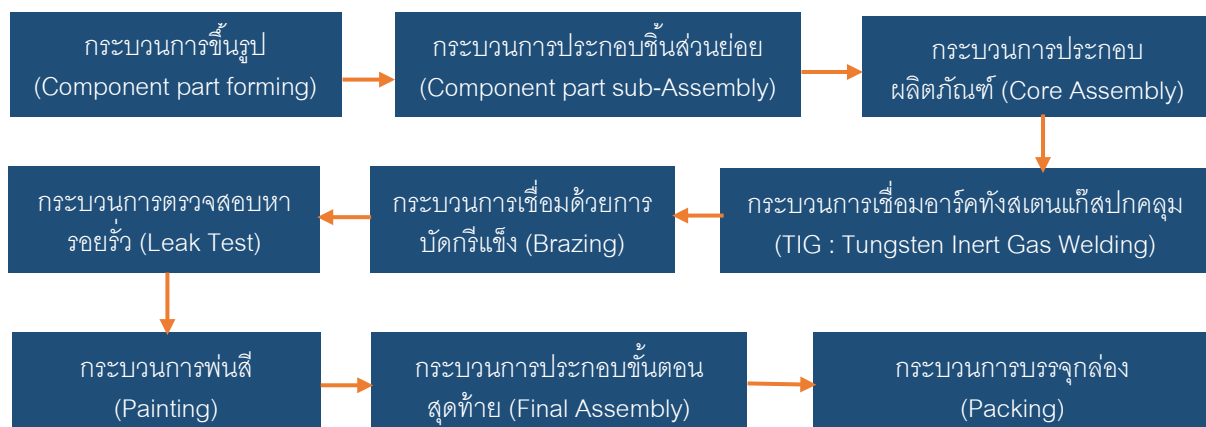 กระบวนการขึ้นรูป
(Component part forming)
กระบวนการประกอบชิ้นส่วนย่อย
(Component part sub-Assembly)
กระบวนการประกอบ
ผลิตภัณฑ์ (Core Assembly)
กระบวนการเชื่อมอาร์คทังสเตนแก๊สปกคลุม
(TIG : Tungsten Inert Gas Welding)
กระบวนการเชื่อมด้วยการ
บัดกรีแข็ง (Brazing)
กระบวนการตรวจสอบหา
รอยรั่ว (Leak Test)
กระบวนการพ่นสี
(Painting)
กระบวนการประกอบขั้นตอน
สุดท้าย (Final Assembly)
กระบวนการบรรจุกล่อง
(Packing)